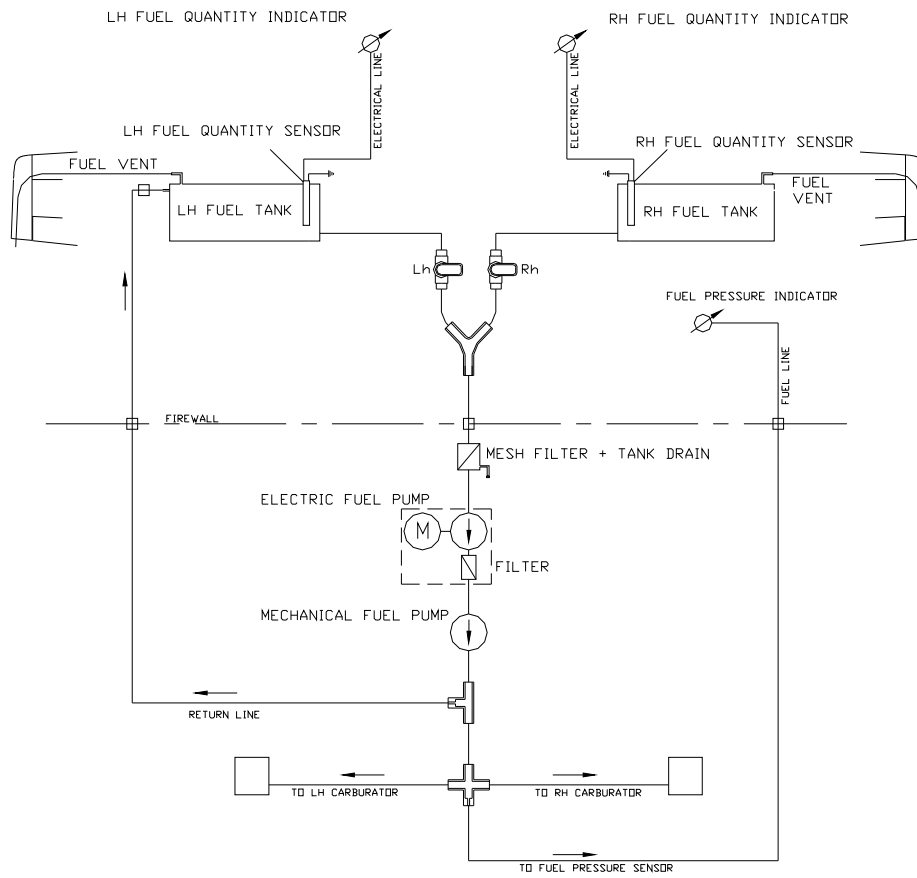 LH FUEL QUANTITY INDICATOR
RH FUEL QUANTITY INDICATOR
ELECTRICAL LINE
ELECTRICAL LINE
LH FUEL QUANTITY SENSOR
RH FUEL QUANTITY SENSOR
FUEL VENT
FUEL
VENT
LH FUEL TANK
RH FUEL TANK
Lh
Rh
FUEL PRESSURE INDICATOR
FUEL LINE
FIREWALL
MESH FILTER + TANK DRAIN
ELECTRIC FUEL PUMP
M
FILTER
MECHANICAL FUEL PUMP
RETURN LINE
TO LH CARBURATOR
TO RH CARBURATOR
TO FUEL PRESSURE SENSOR